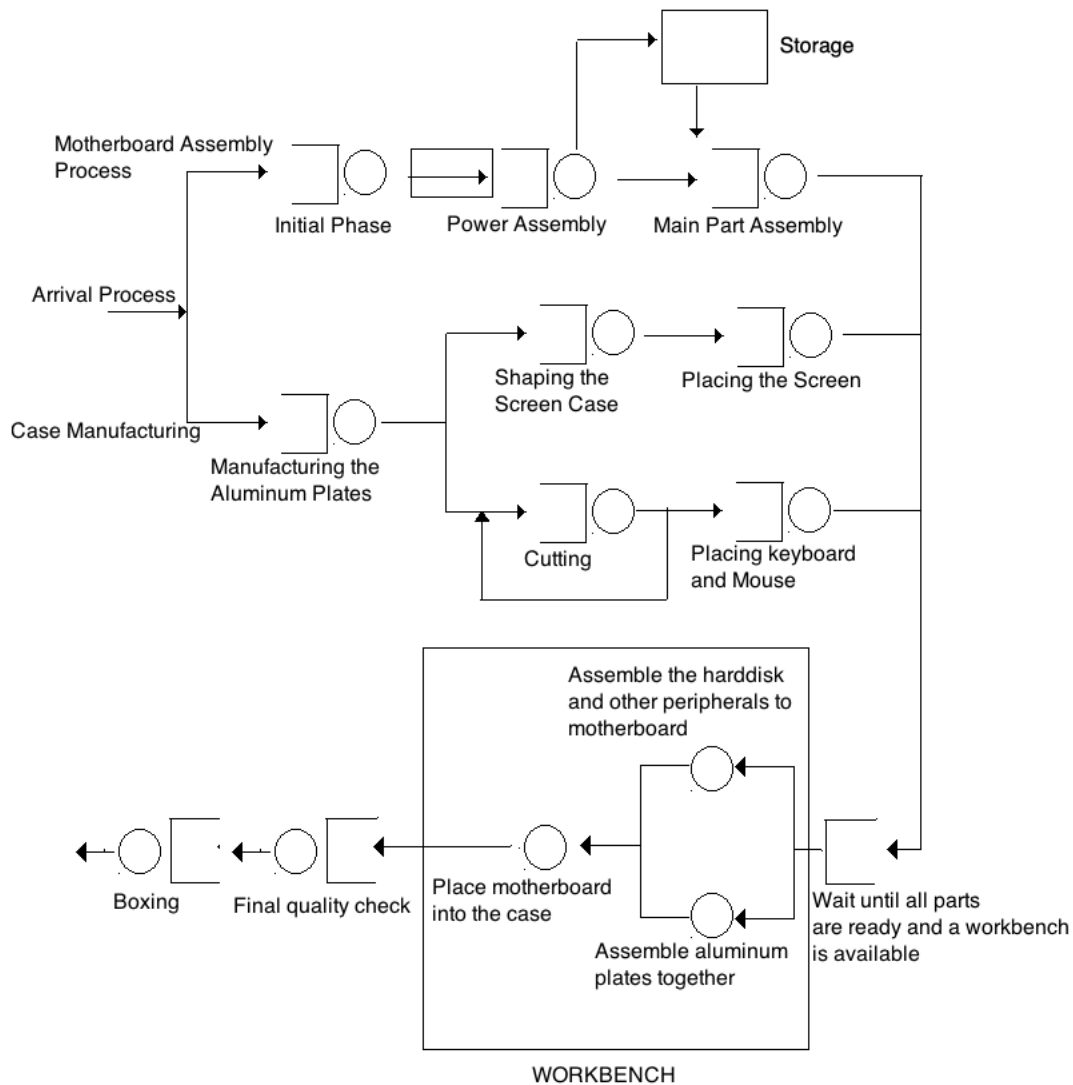 Storage
Motherboard Assembly
Process
Initial Phase
Power Assembly
Main Part Assembly
Arrival Process
Shaping the
Screen Case
Placing the Screen
Case Manufacturing
Manufacturing the
Aluminum Plates
Cutting
Placing keyboard
and Mouse
Assemble the harddisk
and other peripherals to
motherboard
Boxing
Final quality check
Place motherboard
into the case
Assemble aluminum
plates together
Wait until all parts
are ready and a workbench
is available
WORKBENCH